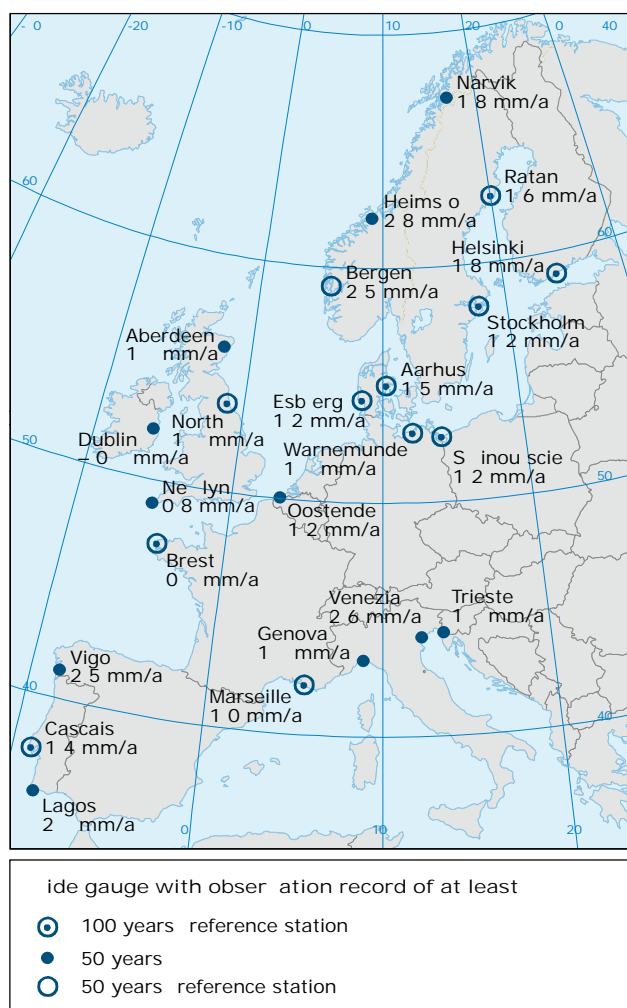 - 0
-20
-10
0
10
20
30
40
Narvik
1 8 mm/a
60
Ratan
1 6 mm/a
Heims o
2 8 mm/a
60
Helsinki
1 8 mm/a
Bergen
2 5 mm/a
Stockholm
1 2 mm/a
Aberdeen
1 mm/a
Aarhus
1 5 mm/a
Esb erg
1 2 mm/a
North
1 mm/a
50
Dublin
– 0 mm/a
Warnemunde
1 mm/a
S inou scie
1 2 mm/a
50
Ne lyn
0 8 mm/a
Oostende
1 2 mm/a
Brest
0 mm/a
Venezia
2 6 mm/a
Trieste
1 mm/a
Genova
1 mm/a
Vigo
2 5 mm/a
40
Marseille
1 0 mm/a
40
Cascais
1 4 mm/a
Lagos
2 mm/a
0
10
20
ide gauge with obser ation record of at least
100 years reference station
50 years
50 years reference station